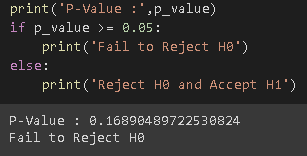 print('P-Value :',p_value)
if p_value >= 0.05:
    print('Fail to Reject H0')
else:
    print('Reject H0 and Accept H1')
P-Value : 0.16890489722530824
Fail to Reject H0